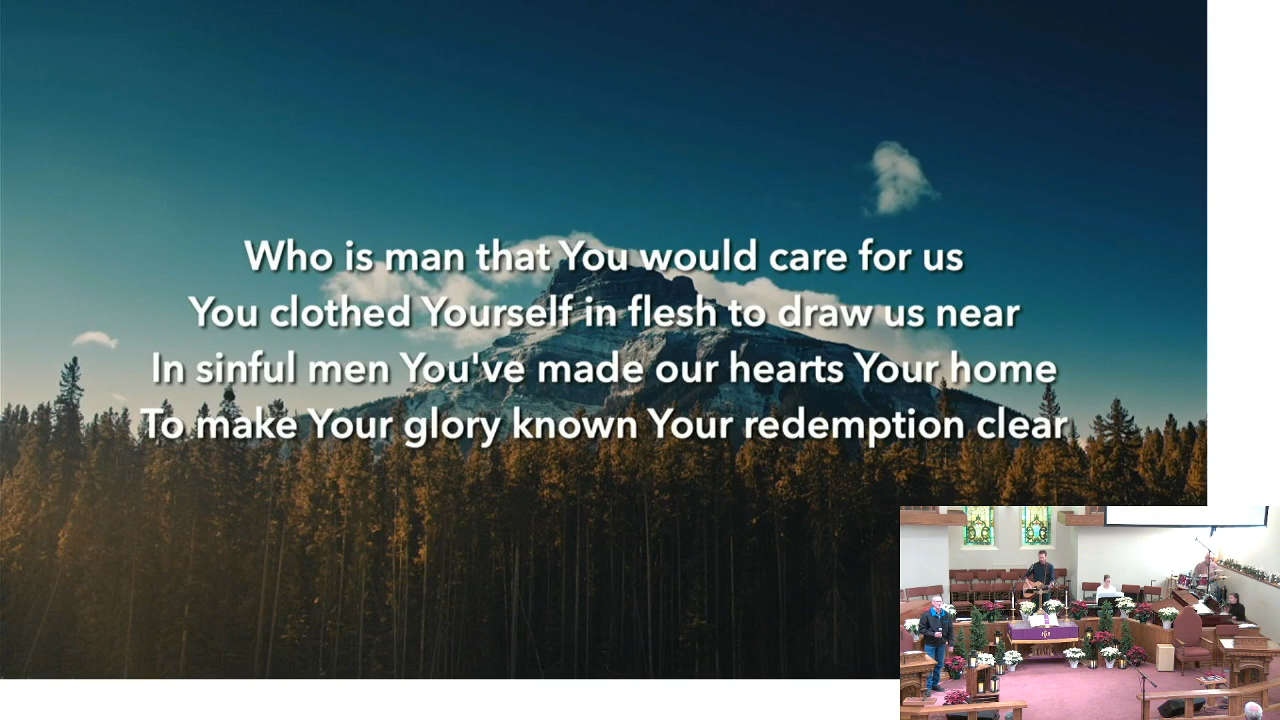 Who is man that You would care for us
You clothed Yourself in flesh to draw us near
In sinful men You've made our hearts Your home
To make Your glory known Your redemption clear